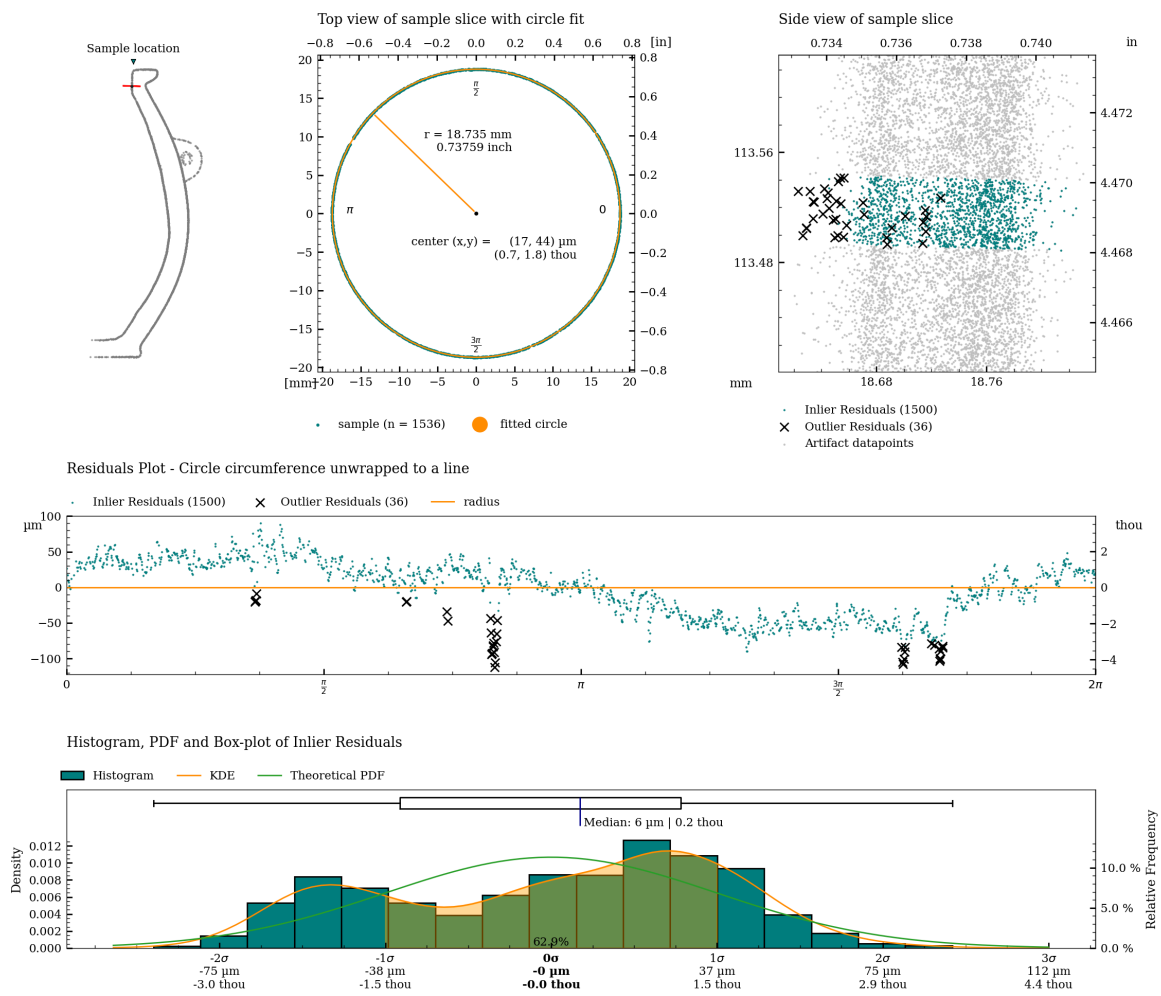 Sample location
Top view of sample slice with circle fit
−0.8 −0.6 −0.4 −0.2 0.0 0.2 0.4 0.6 0.8 [in]
20 15 10 5 0 −5 −10 −15 −20
π/2
r = 18.735 mm
0.73759 inch
π
0
center (x,y) = (17, 44) µm
(0.7, 1.8) thou
3π/2
0.8 0.6 0.4 0.2 0.0 −0.2 −0.4 −0.6 −0.8
[mm] −20 −15 −10 −5 0 5 10 15 20
sample (n = 1536) fitted circle
Side view of sample slice
0.734 0.736 0.738 0.740 in
113.56
113.48
4.472
4.470
4.468
4.466
mm 18.68 18.76
Inlier Residuals (1500)
Outlier Residuals (36)
Artifact datapoints
Residuals Plot - Circle circumference unwrapped to a line
Inlier Residuals (1500) Outlier Residuals (36) radius
µm
100
50
0
−50
−100
thou
2
0
−2
−4
0 π/2 π 3π/2 2π
Histogram, PDF and Box-plot of Inlier Residuals
Histogram KDE Theoretical PDF
Median: 6 µm | 0.2 thou
Density
0.012
0.010
0.008
0.006
0.004
0.002
0.000
62.9%
Relative Frequency
10.0 %
5.0 %
0.0 %
-2σ -1σ 0σ 1σ 2σ 3σ
-75 µm -38 µm -0 µm 37 µm 75 µm 112 µm
-3.0 thou -1.5 thou -0.0 thou 1.5 thou 2.9 thou 4.4 thou